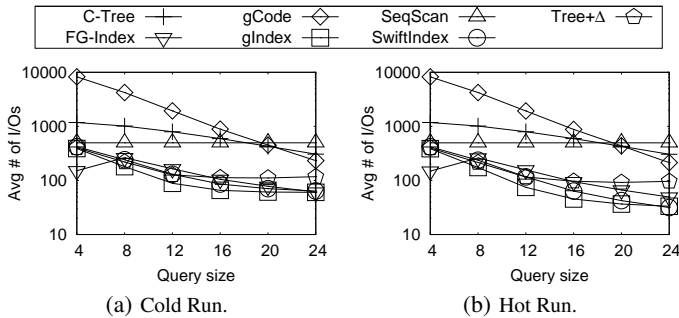 C-Tree gCode SeqScan Tree+Δ
FG-Index gIndex SwiftIndex
10000 10000
1000 1000
100 100
10 10
4 8 12 16 20 24 4 8 12 16 20 24
Avg # of I/Os Avg # of I/Os
Query size Query size
(a) Cold Run. (b) Hot Run.